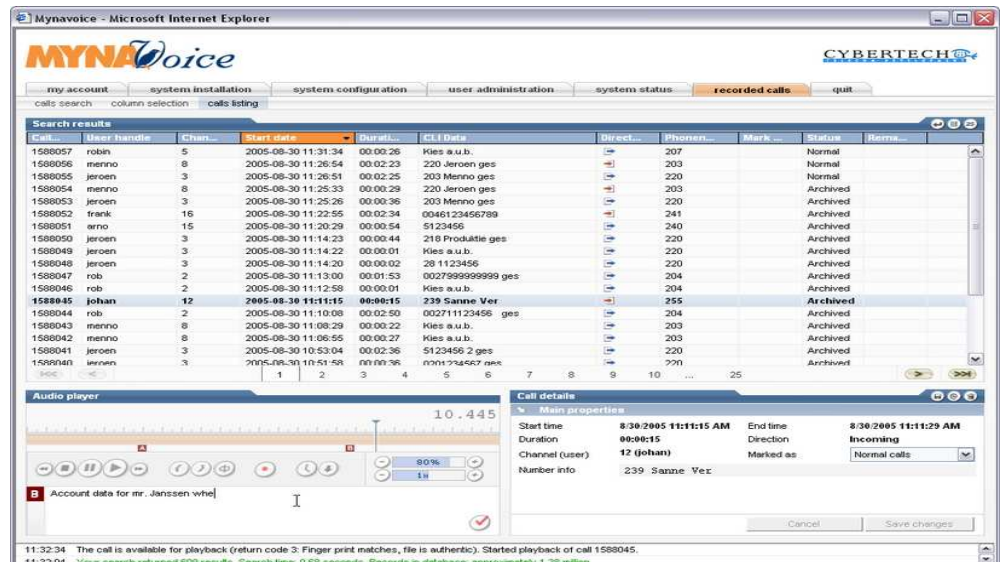 Mynavoice - Microsoft Internet Explorer
MYNAVoice
CYBERTECH
my account system installation system configuration user administration system status recorded calls quit
calls search column selection calls listing
Search results
Call... User handle Chan... Start date Durati... CLI Data Direct... Phonen... Mark ... Status Rema...
1588057 robin 5 2005-08-30 11:31:34 00:00:26 Kies a.u.b. 207 Normal
1588056 menno 8 2005-08-30 11:26:54 00:02:23 220 Jeroen ges 203 Normal
1588055 jeroen 3 2005-08-30 11:26:51 00:02:25 203 Menno ges 220 Normal
1588054 menno 8 2005-08-30 11:25:33 00:00:29 220 Jeroen ges 203 Archived
1588053 jeroen 3 2005-08-30 11:25:26 00:00:36 203 Menno ges 220 Archived
1588052 frank 16 2005-08-30 11:22:55 00:02:34 0046123456789 241 Archived
1588051 arno 15 2005-08-30 11:20:29 00:00:54 5123456 240 Archived
1588050 jeroen 3 2005-08-30 11:14:23 00:00:44 218 Produktie ges 220 Archived
1588049 jeroen 3 2005-08-30 11:14:22 00:00:01 Kies a.u.b. 220 Archived
1588048 jeroen 3 2005-08-30 11:14:20 00:00:02 28 1123456 220 Archived
1588047 rob 2 2005-08-30 11:13:00 00:01:53 0027999999999 ges 204 Archived
1588046 rob 2 2005-08-30 11:12:58 00:00:01 Kies a.u.b. 204 Archived
1588045 johan 12 2005-08-30 11:11:15 00:00:15 239 Sanne Ver 255 Archived
1588044 rob 2 2005-08-30 11:10:08 00:02:50 002711123456 ges 204 Archived
1588043 menno 8 2005-08-30 11:08:29 00:00:22 Kies a.u.b. 203 Archived
1588042 menno 8 2005-08-30 11:06:55 00:00:27 Kies a.u.b. 203 Archived
1588041 jeroen 3 2005-08-30 10:53:04 00:02:36 5123456 2 ges 220 Archived
1588040 jeroen 3 2005-08-30 10:51:58 00:00:36 0201234567 ges 220 Archived
1 2 3 4 5 6 7 8 9 10 ... 25
Audio player
10.445
A B
80%
1x
B Account data for mr. Janssen whe
Call details
Main properties
Start time 8/30/2005 11:11:15 AM End time 8/30/2005 11:11:29 AM
Duration 00:00:15 Direction Incoming
Channel (user) 12 (johan) Marked as Normal calls
Number info 239 Sanne Ver
Cancel Save changes
11:32:34 The call is available for playback (return code 3: Finger print matches, file is authentic). Started playback of call 1588045.